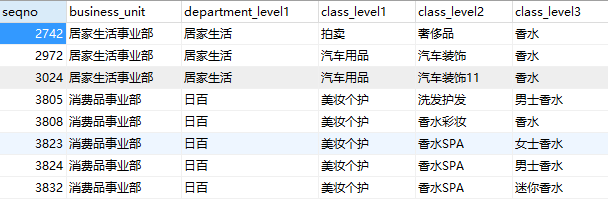 seqno business_unit department_level1 class_level1 class_level2 class_level3
2742 居家生活事业部 居家生活 拍卖 奢侈品 香水
2972 居家生活事业部 居家生活 汽车用品 汽车装饰 香水
3024 居家生活事业部 居家生活 汽车用品 汽车装饰11 香水
3805 消费品事业部 日百 美妆个护 洗发护发 男士香水
3808 消费品事业部 日百 美妆个护 香水彩妆 香水
3823 消费品事业部 日百 美妆个护 香水SPA 女士香水
3824 消费品事业部 日百 美妆个护 香水SPA 男士香水
3832 消费品事业部 日百 美妆个护 香水SPA 迷你香水